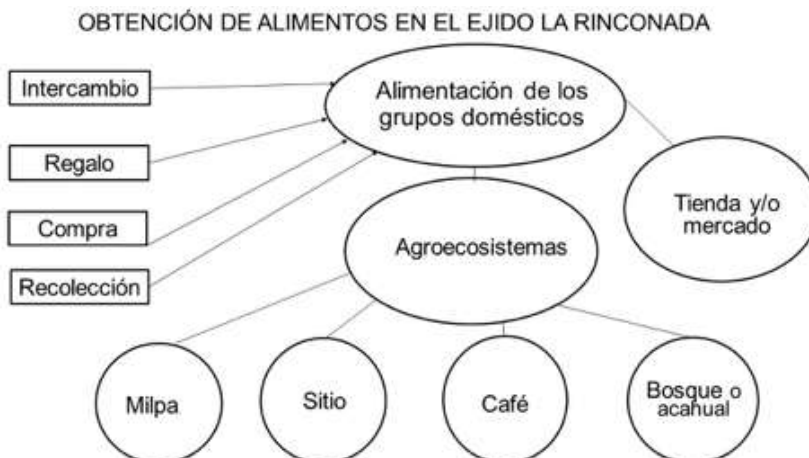 OBTENCIÓN DE ALIMENTOS EN EL EJIDO LA RINCONADA
Intercambio
Regalo
Compra
Recolección
Alimentación de los
grupos domésticos
Tienda y/o
mercado
Agroecosistemas
Milpa
Sitio
Café
Bosque o
acahual